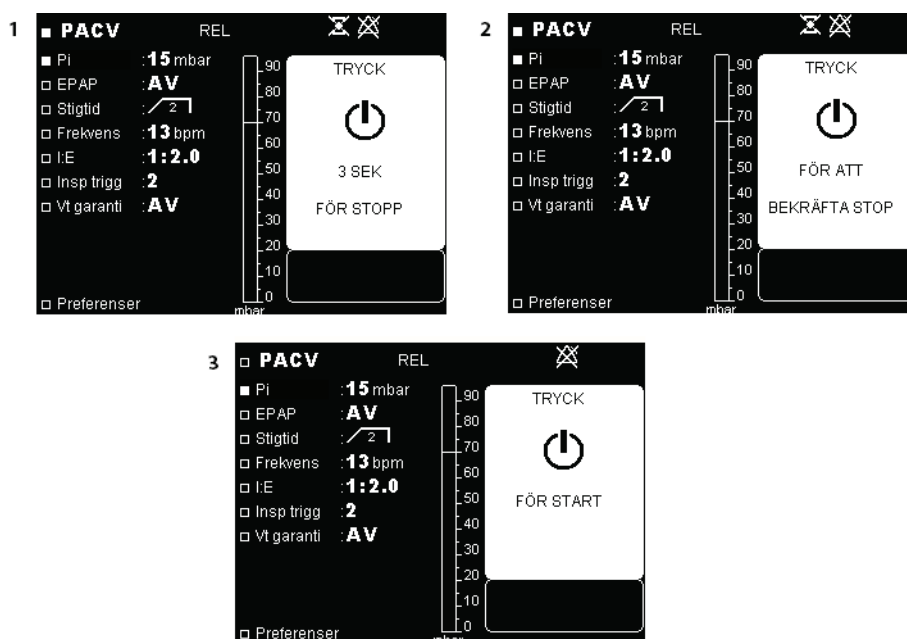 1
PACV REL
Pi :15 mbar
EPAP :AV
Stigtid : 2
Frekvens :13 bpm
I:E :1:2.0
Insp trigg :2
Vt garanti :AV
Preferenser
90
80
70
60
50
40
30
20
10
0
mbar
TRYCK
3 SEK
FÖR STOPP
2
PACV REL
Pi :15 mbar
EPAP :AV
Stigtid : 2
Frekvens :13 bpm
I:E :1:2.0
Insp trigg :2
Vt garanti :AV
Preferenser
90
80
70
60
50
40
30
20
10
0
mbar
TRYCK
FÖR ATT
BEKRÄFTA STOP
3
PACV REL
Pi :15 mbar
EPAP :AV
Stigtid : 2
Frekvens :13 bpm
I:E :1:2.0
Insp trigg :2
Vt garanti :AV
Preferenser
90
80
70
60
50
40
30
20
10
0
mbar
TRYCK
FÖR START